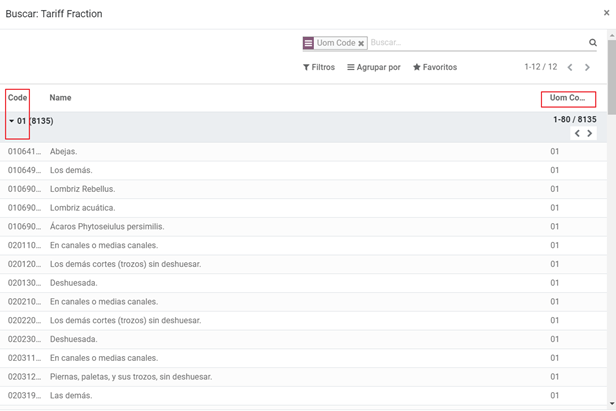 Buscar: Tariff Fraction ×
Uom Code × Buscar...
Filtros Agrupar por Favoritos 1-12 / 12
Code Name Uom Co...
01 (8135) 1-80 / 8135
010641... Abejas. 01
010649... Los demás. 01
010690... Lombriz Rebellus. 01
010690... Lombriz acuática. 01
010690... Ácaros Phytoseiulus persimilis. 01
020110... En canales o medias canales. 01
020120... Los demás cortes (trozos) sin deshuesar. 01
020130... Deshuesada. 01
020210... En canales o medias canales. 01
020220... Los demás cortes (trozos) sin deshuesar. 01
020230... Deshuesada. 01
020311... En canales o medias canales. 01
020312... Piernas, paletas, y sus trozos, sin deshuesar. 01
020319... Las demás. 01